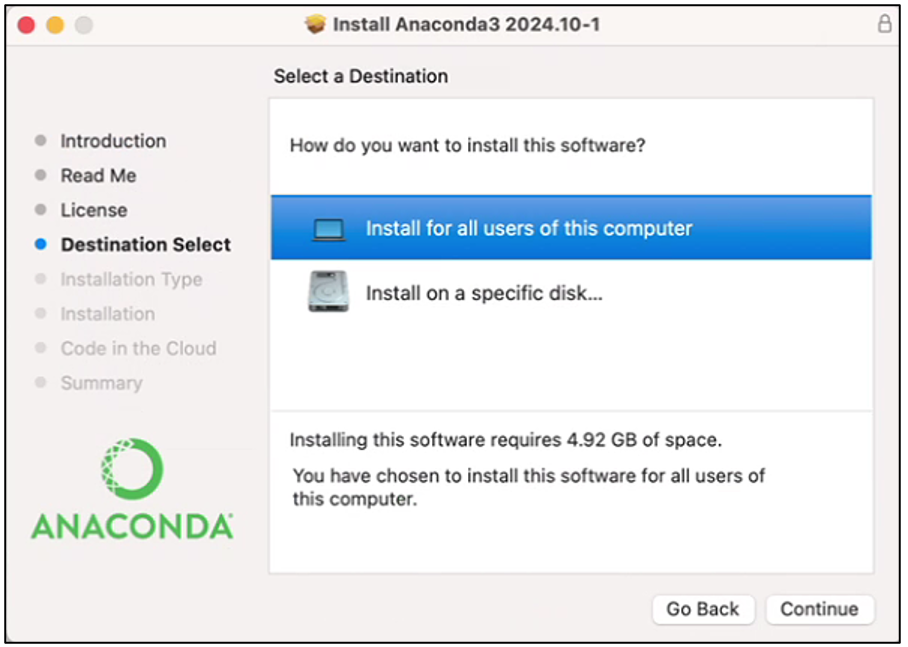 Install Anaconda3 2024.10-1
Select a Destination
Introduction
Read Me
License
Destination Select
Installation Type
Installation
Code in the Cloud
Summary
ANACONDA
How do you want to install this software?
Install for all users of this computer
Install on a specific disk...
Installing this software requires 4.92 GB of space.
You have chosen to install this software for all users of
this computer.
Go Back
Continue